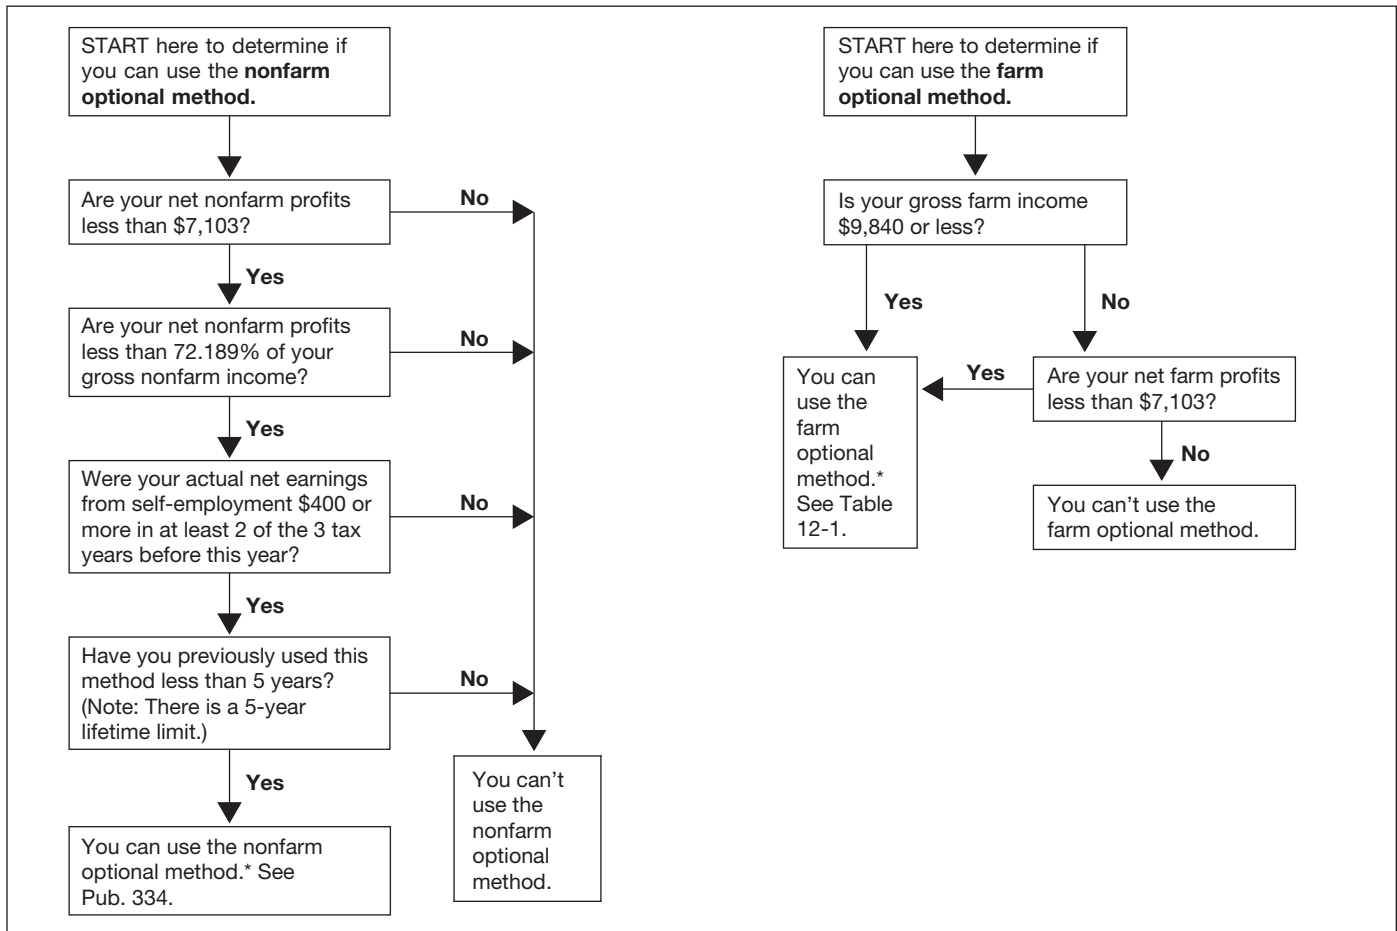 START here to determine if
you can use the nonfarm
optional method.
Are your net nonfarm profits
less than $7,103?
No
Yes
Are your net nonfarm profits
less than 72.189% of your
gross nonfarm income?
No
Yes
Were your actual net earnings
from self-employment $400 or
more in at least 2 of the 3 tax
years before this year?
No
Yes
Have you previously used this
method less than 5 years?
(Note: There is a 5-year
lifetime limit.)
No
Yes
You can use the nonfarm
optional method.* See
Pub. 334.
You can’t
use the
nonfarm
optional
method.
START here to determine if
you can use the farm
optional method.
Is your gross farm income
$9,840 or less?
Yes
No
You can
use the
farm
optional
method.*
See Table
12-1.
Yes
Are your net farm profits
less than $7,103?
No
You can’t use the
farm optional method.